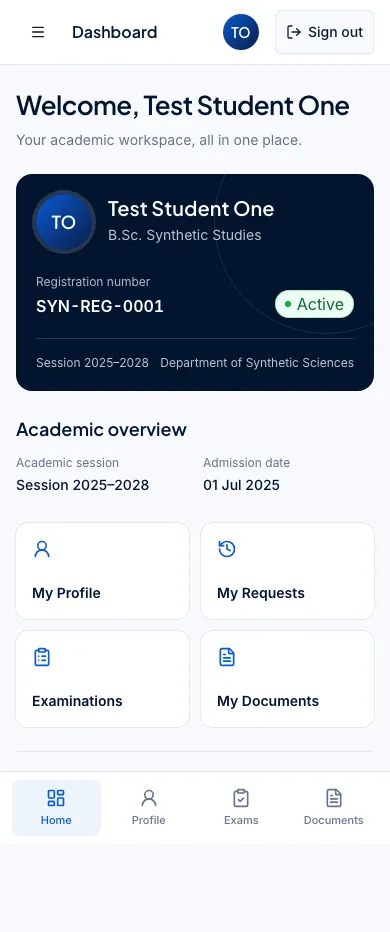 Dashboard
TO
Sign out
Welcome, Test Student One
Your academic workspace, all in one place.
TO
Test Student One
B.Sc. Synthetic Studies
Registration number
SYN-REG-0001
Active
Session 2025–2028
Department of Synthetic Sciences
Academic overview
Academic session
Session 2025–2028
Admission date
01 Jul 2025
My Profile
My Requests
Examinations
My Documents
Home
Profile
Exams
Documents